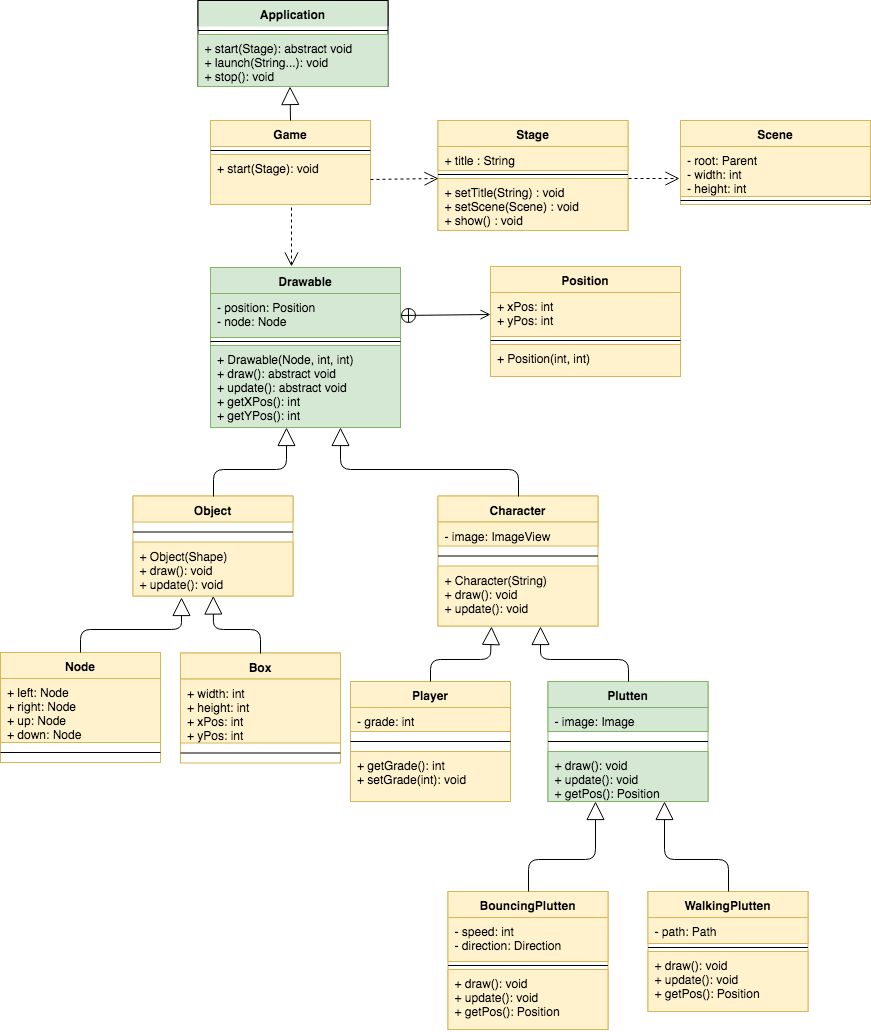 Application
+ start(Stage): abstract void
+ launch(String...): void
+ stop(): void
Game
+ start(Stage): void
Stage
+ title : String
+ setTitle(String) : void
+ setScene(Scene) : void
+ show() : void
Scene
- root: Parent
- width: int
- height: int
Drawable
- position: Position
- node: Node
+ Drawable(Node, int, int)
+ draw(): abstract void
+ update(): abstract void
+ getXPos(): int
+ getYPos(): int
Position
+ xPos: int
+ yPos: int
+ Position(int, int)
Object
+ Object(Shape)
+ draw(): void
+ update(): void
Character
- image: ImageView
+ Character(String)
+ draw(): void
+ update(): void
Node
+ left: Node
+ right: Node
+ up: Node
+ down: Node
Box
+ width: int
+ height: int
+ xPos: int
+ yPos: int
Player
- grade: int
+ getGrade(): int
+ setGrade(int): void
Plutten
- image: Image
+ draw(): void
+ update(): void
+ getPos(): Position
BouncingPlutten
- speed: int
- direction: Direction
+ draw(): void
+ update(): void
+ getPos(): Position
WalkingPlutten
- path: Path
+ draw(): void
+ update(): void
+ getPos(): Position